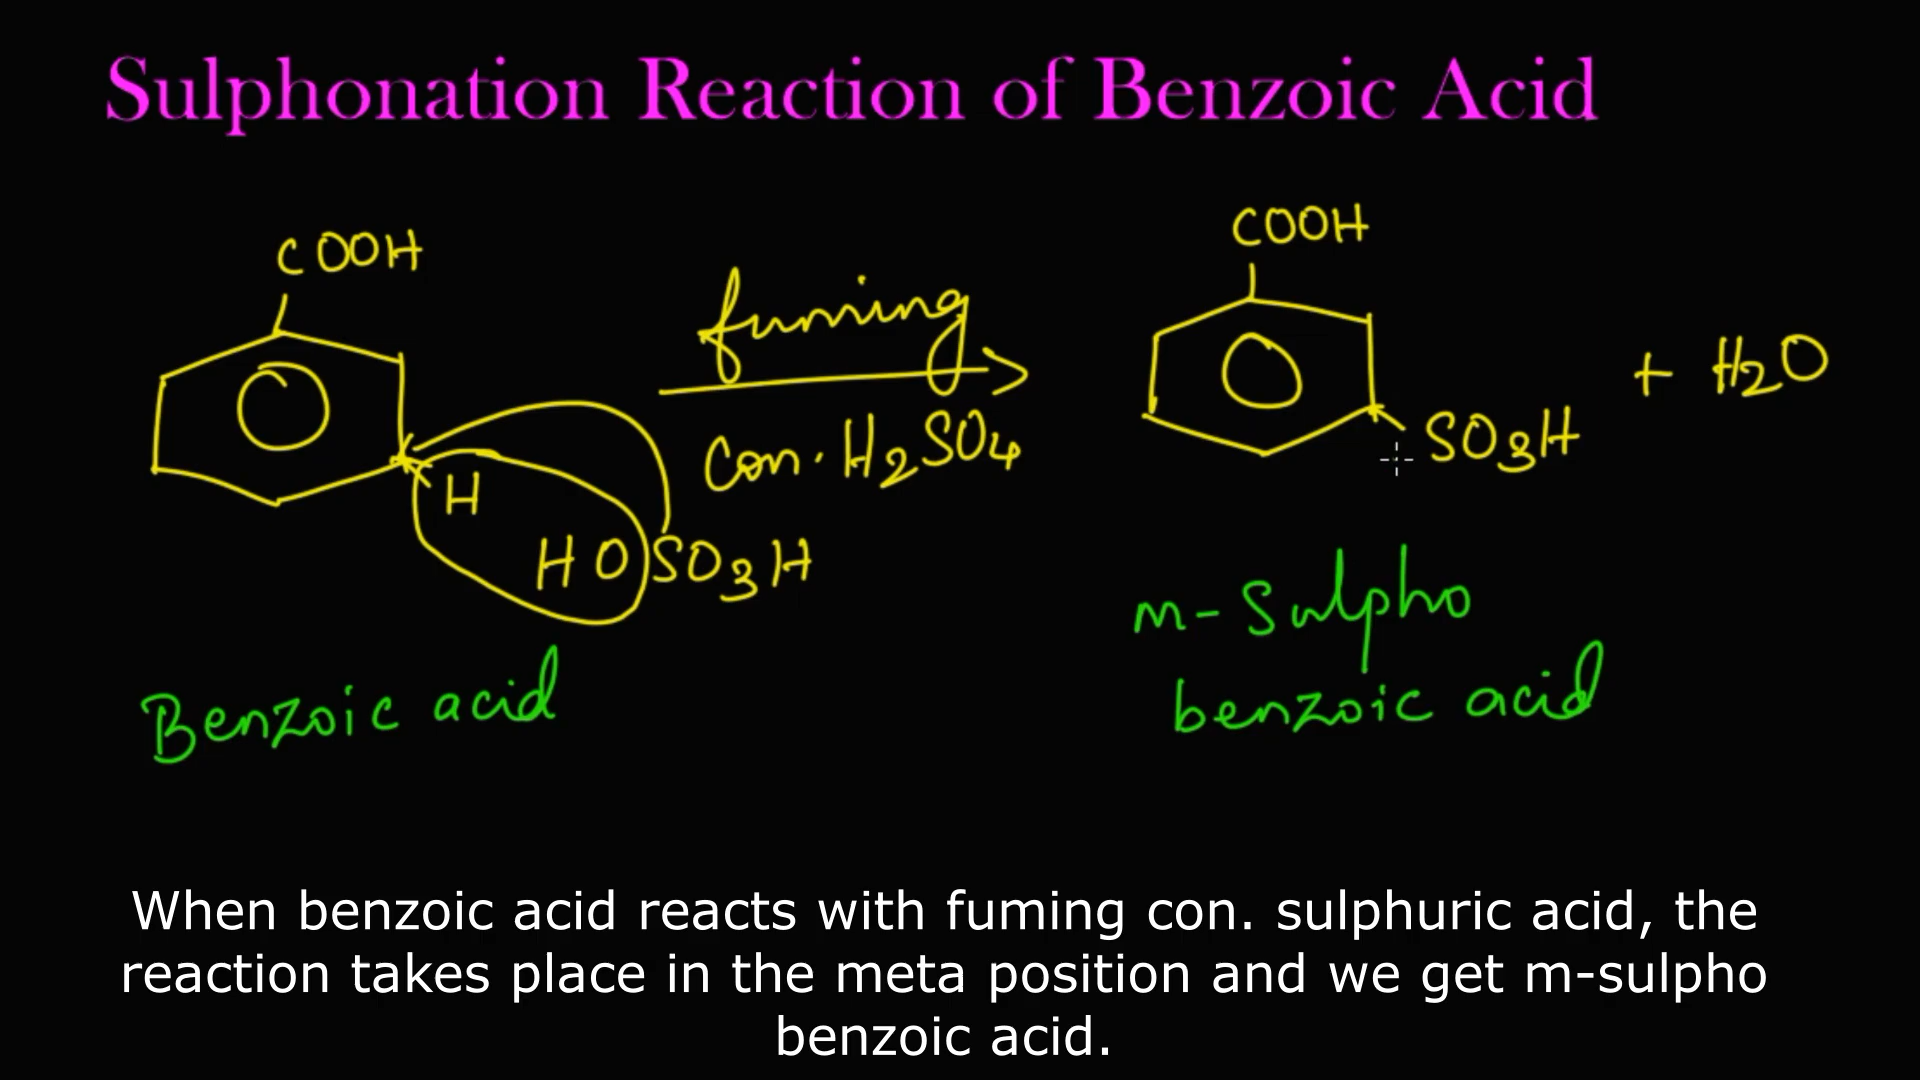 Sulphonation Reaction of Benzoic Acid
COOH
COOH
fuming
+ H2O
Con. H2SO4
SO3H
H
HO SO3H
m-Sulpho
benzoic acid
Benzoic acid
When benzoic acid reacts with fuming con. sulphuric acid, the
reaction takes place in the meta position and we get m-sulpho
benzoic acid.